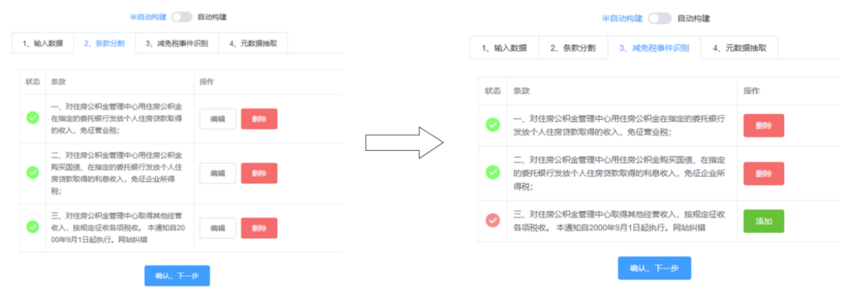 半自动构建 自动构建
1、输入数据 2、条款分割 3、减免税事件识别 4、元数据抽取
状态 条款 操作
一、对住房公积金管理中心用住房公积金
在指定的委托银行发放个人住房贷款取得
的收入，免征营业税；
编辑 删除
二、对住房公积金管理中心用住房公积金
购买国债、在指定的委托银行发放个人住
房贷款取得的利息收入，免征企业所得
税；
编辑 删除
三、对住房公积金管理中心取得其他经营
收入，按规定征收各项税收。 本通知自20
00年9月1日起执行。网站纠错
编辑 删除
确认，下一步
半自动构建 自动构建
1、输入数据 2、条款分割 3、减免税事件识别 4、元数据抽取
状态 条款 操作
一、对住房公积金管理中心用住房公积金在指定的委托银行
发放个人住房贷款取得的收入，免征营业税；
删除
二、对住房公积金管理中心用住房公积金购买国债、在指定
的委托银行发放个人住房贷款取得的利息收入，免征企业所
得税；
删除
三、对住房公积金管理中心取得其他经营收入，按规定征收
各项税收。 本通知自2000年9月1日起执行。网站纠错
添加
确认，下一步